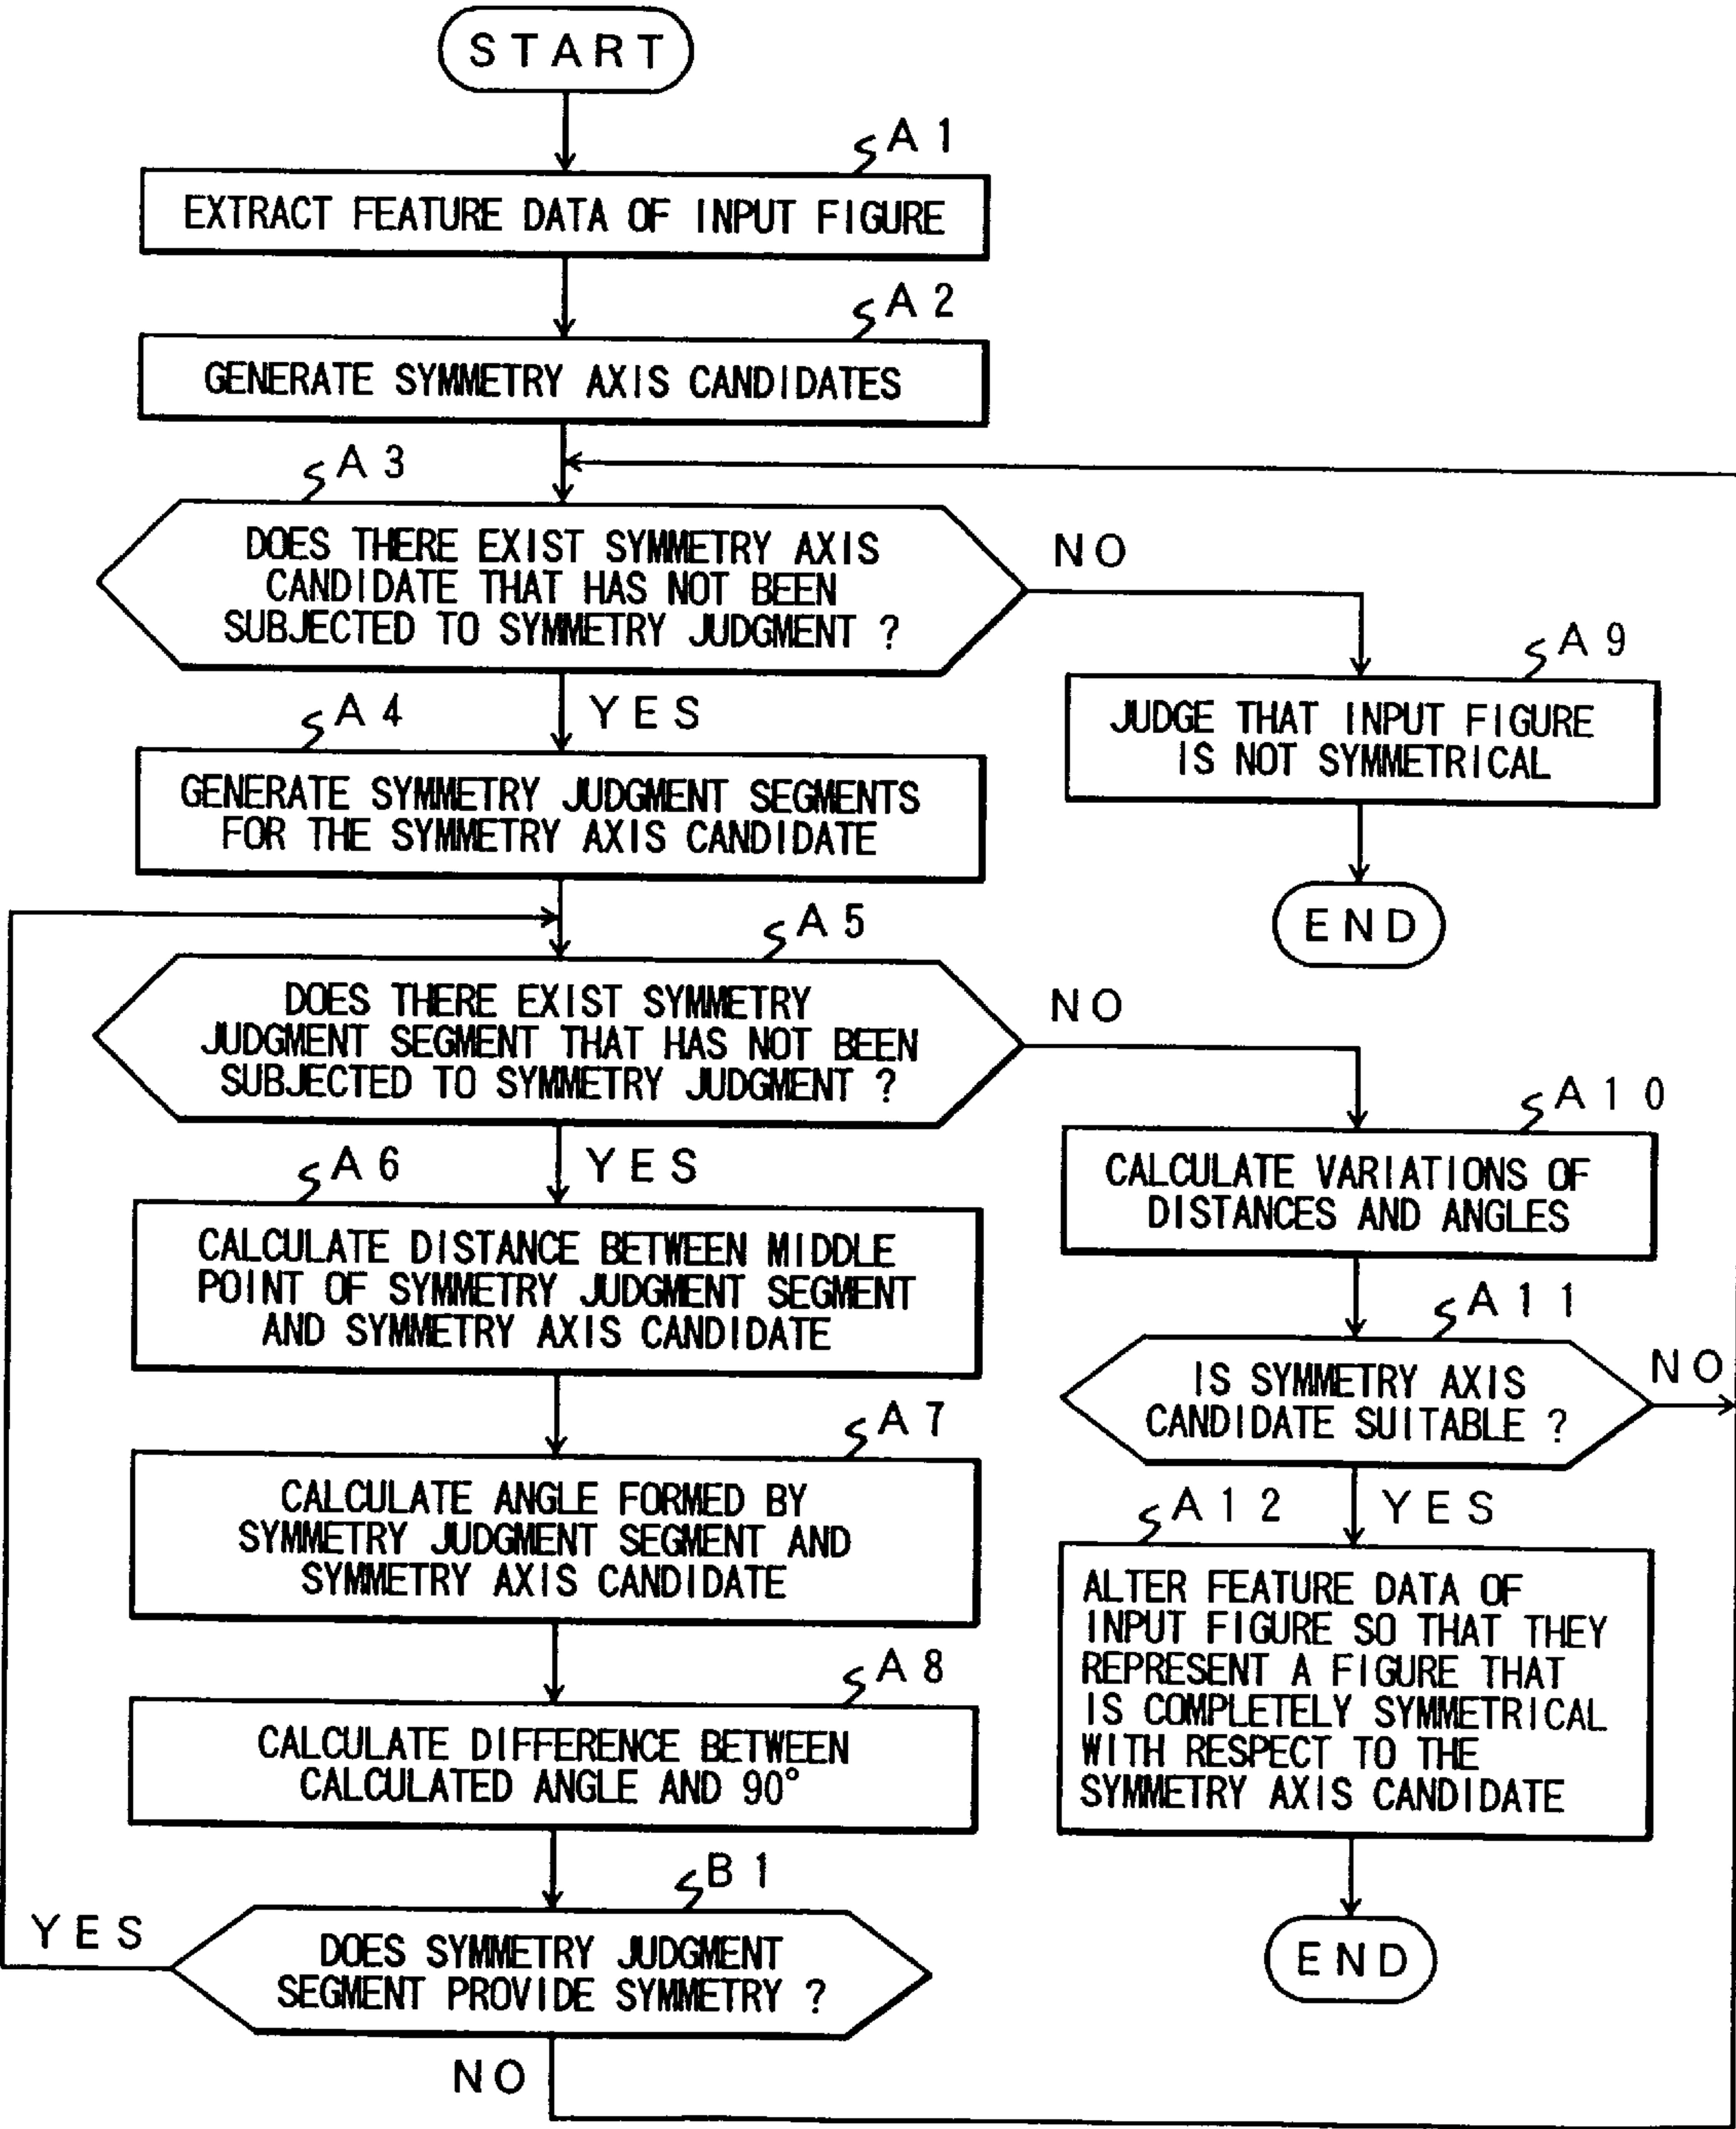 START
A1
EXTRACT FEATURE DATA OF INPUT FIGURE
A2
GENERATE SYMMETRY AXIS CANDIDATES
A3
DOES THERE EXIST SYMMETRY AXIS
CANDIDATE THAT HAS NOT BEEN
SUBJECTED TO SYMMETRY JUDGMENT ?
NO
YES
A9
JUDGE THAT INPUT FIGURE
IS NOT SYMMETRICAL
END
A4
GENERATE SYMMETRY JUDGMENT SEGMENTS
FOR THE SYMMETRY AXIS CANDIDATE
A5
DOES THERE EXIST SYMMETRY
JUDGMENT SEGMENT THAT HAS NOT BEEN
SUBJECTED TO SYMMETRY JUDGMENT ?
NO
YES
A6
CALCULATE DISTANCE BETWEEN MIDDLE
POINT OF SYMMETRY JUDGMENT SEGMENT
AND SYMMETRY AXIS CANDIDATE
A7
CALCULATE ANGLE FORMED BY
SYMMETRY JUDGMENT SEGMENT AND
SYMMETRY AXIS CANDIDATE
A8
CALCULATE DIFFERENCE BETWEEN
CALCULATED ANGLE AND 90°
B1
DOES SYMMETRY JUDGMENT
SEGMENT PROVIDE SYMMETRY ?
YES
NO
A10
CALCULATE VARIATIONS OF
DISTANCES AND ANGLES
A11
IS SYMMETRY AXIS
CANDIDATE SUITABLE ?
NO
YES
A12
ALTER FEATURE DATA OF
INPUT FIGURE SO THAT THEY
REPRESENT A FIGURE THAT
IS COMPLETELY SYMMETRICAL
WITH RESPECT TO THE
SYMMETRY AXIS CANDIDATE
END